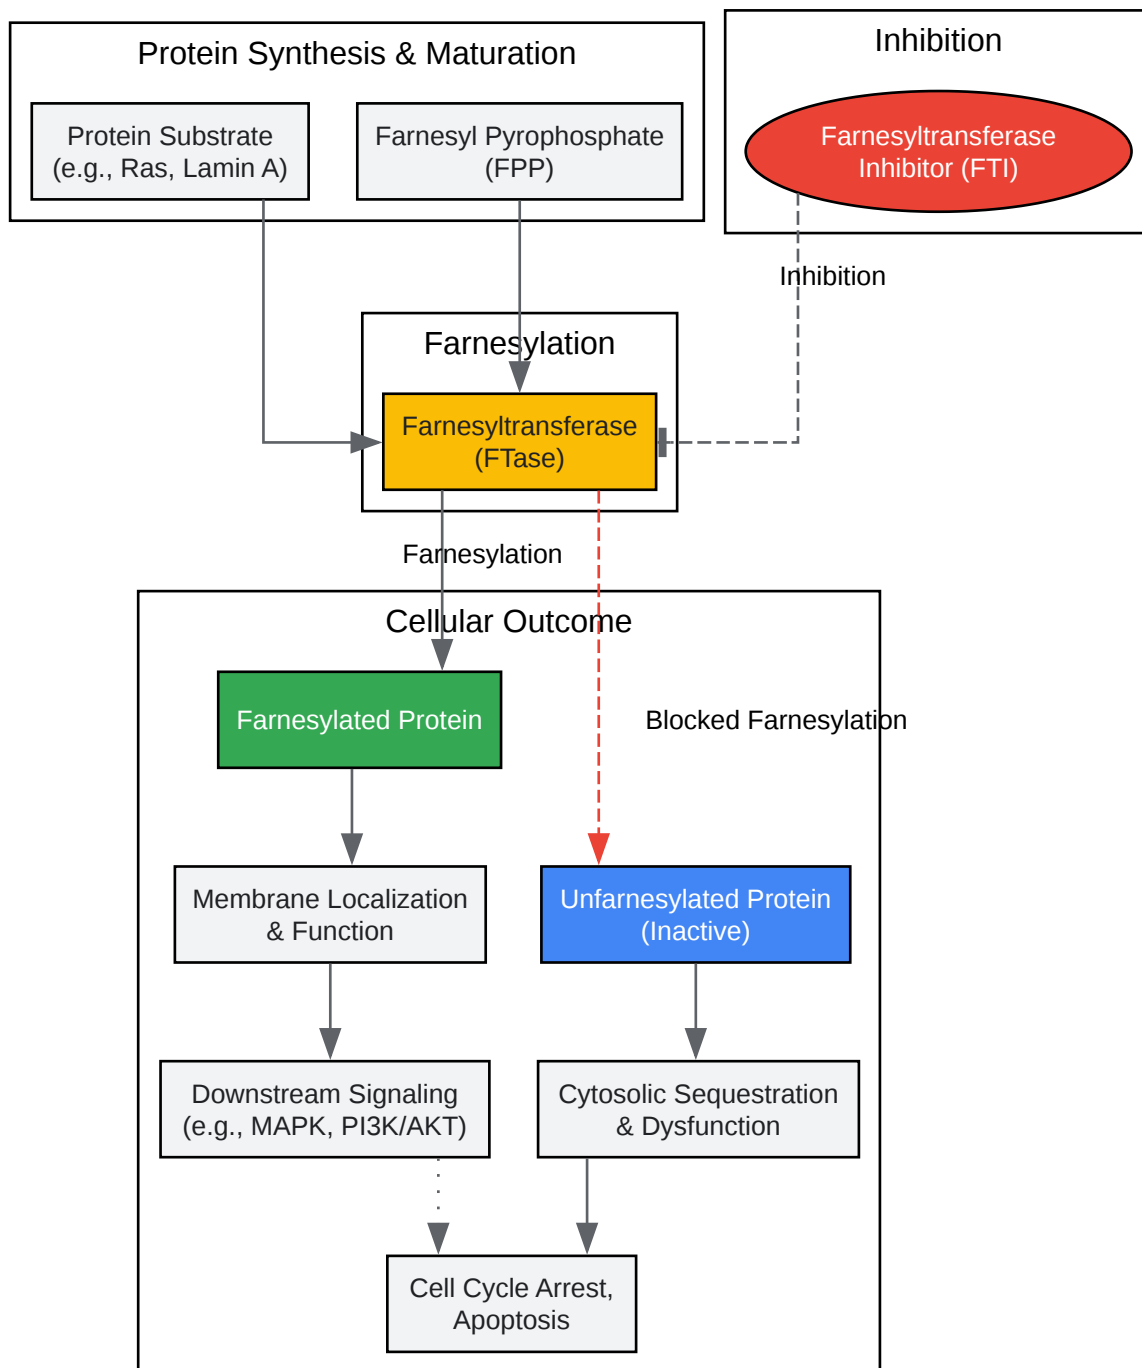 Protein Synthesis & Maturation
Inhibition
Protein Substrate
(e.g., Ras, Lamin A)
Farnesyl Pyrophosphate
(FPP)
Farnesyltransferase
Inhibitor (FTI)
Inhibition
Farnesylation
Farnesyltransferase
(FTase)
Farnesylation
Cellular Outcome
Farnesylated Protein
Blocked Farnesylation
Membrane Localization
& Function
Unfarnesylated Protein
(Inactive)
Downstream Signaling
(e.g., MAPK, PI3K/AKT)
Cytosolic Sequestration
& Dysfunction
Cell Cycle Arrest,
Apoptosis